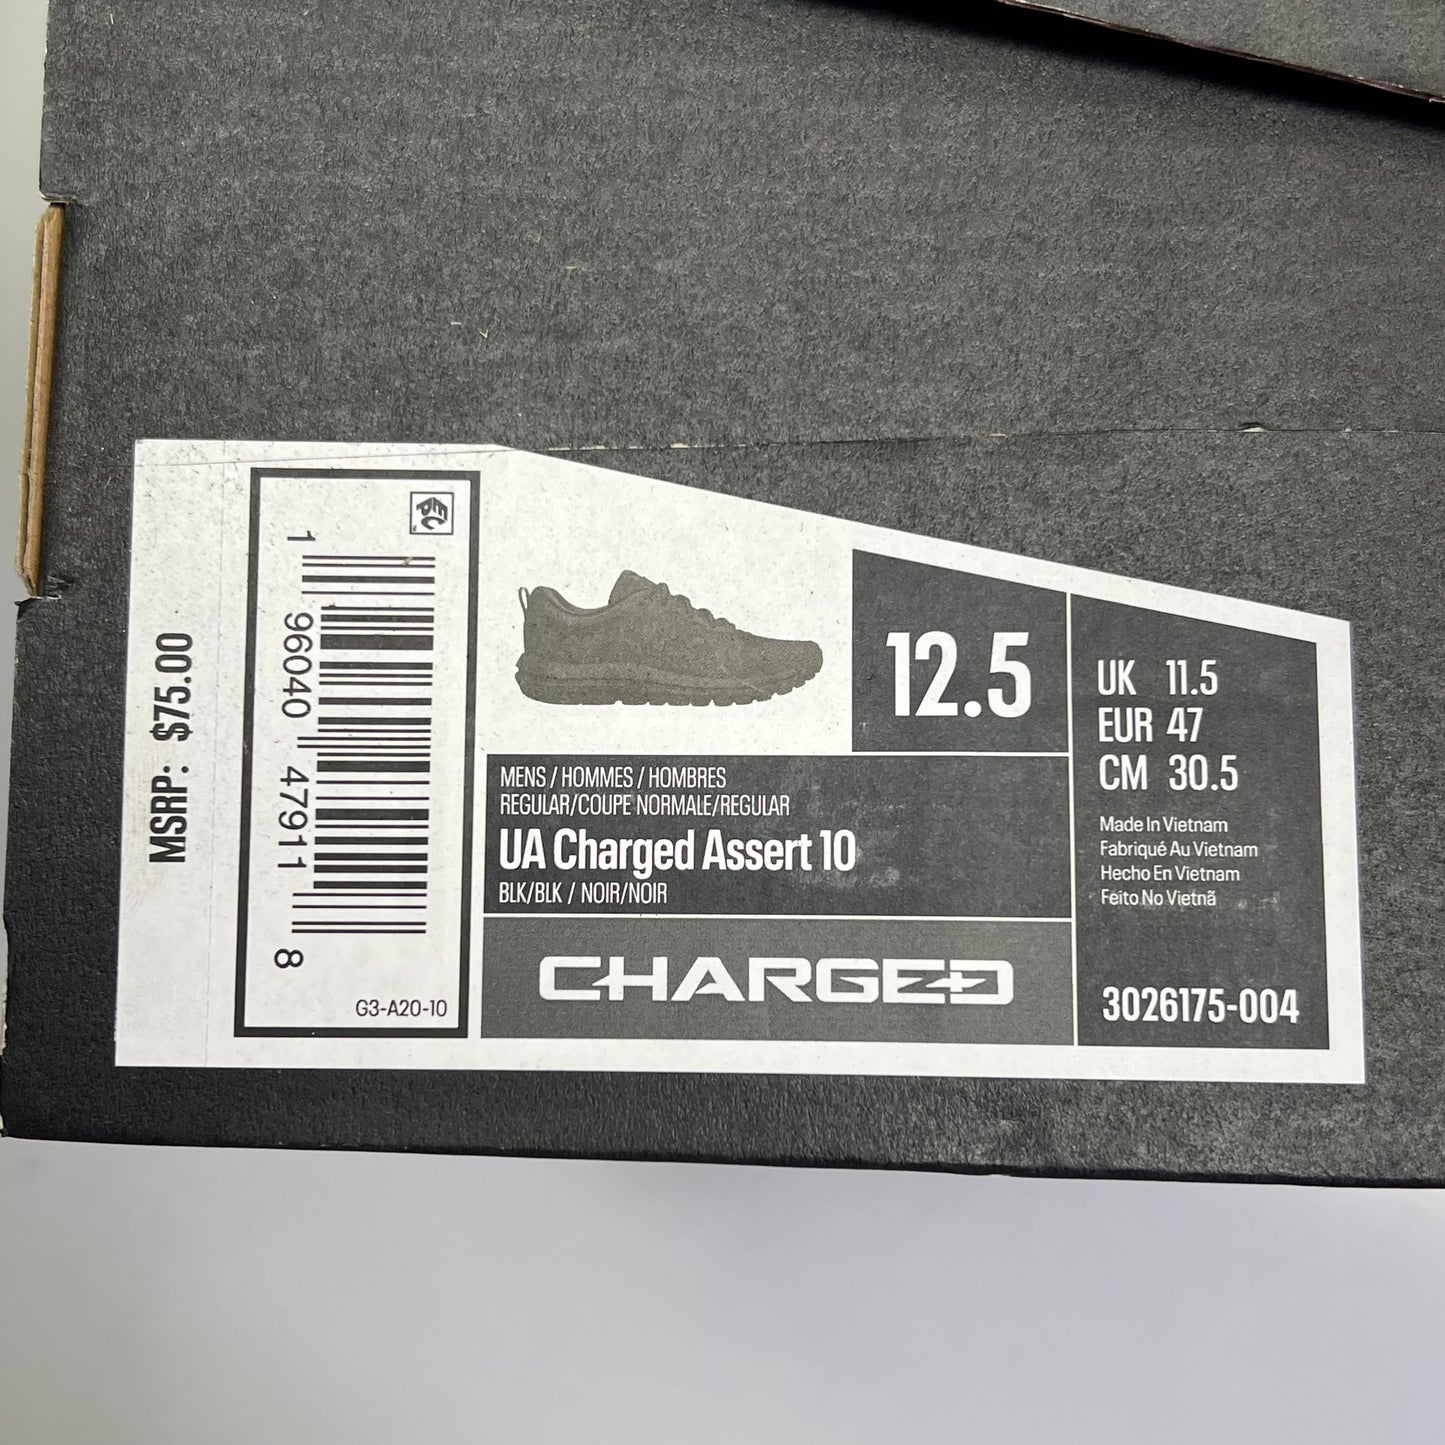 MSRP: $75.00
1 96040 47911 8
EPC
G3-A20-10
12.5
MENS / HOMMES / HOMBRES
REGULAR/COUPE NORMALE/REGULAR
UA Charged Assert 10
BLK/BLK / NOIR/NOIR
CHARGED
UK 11.5
EUR 47
CM 30.5
Made In Vietnam
Fabriqué Au Vietnam
Hecho En Vietnam
Feito No Vietnã
3026175-004